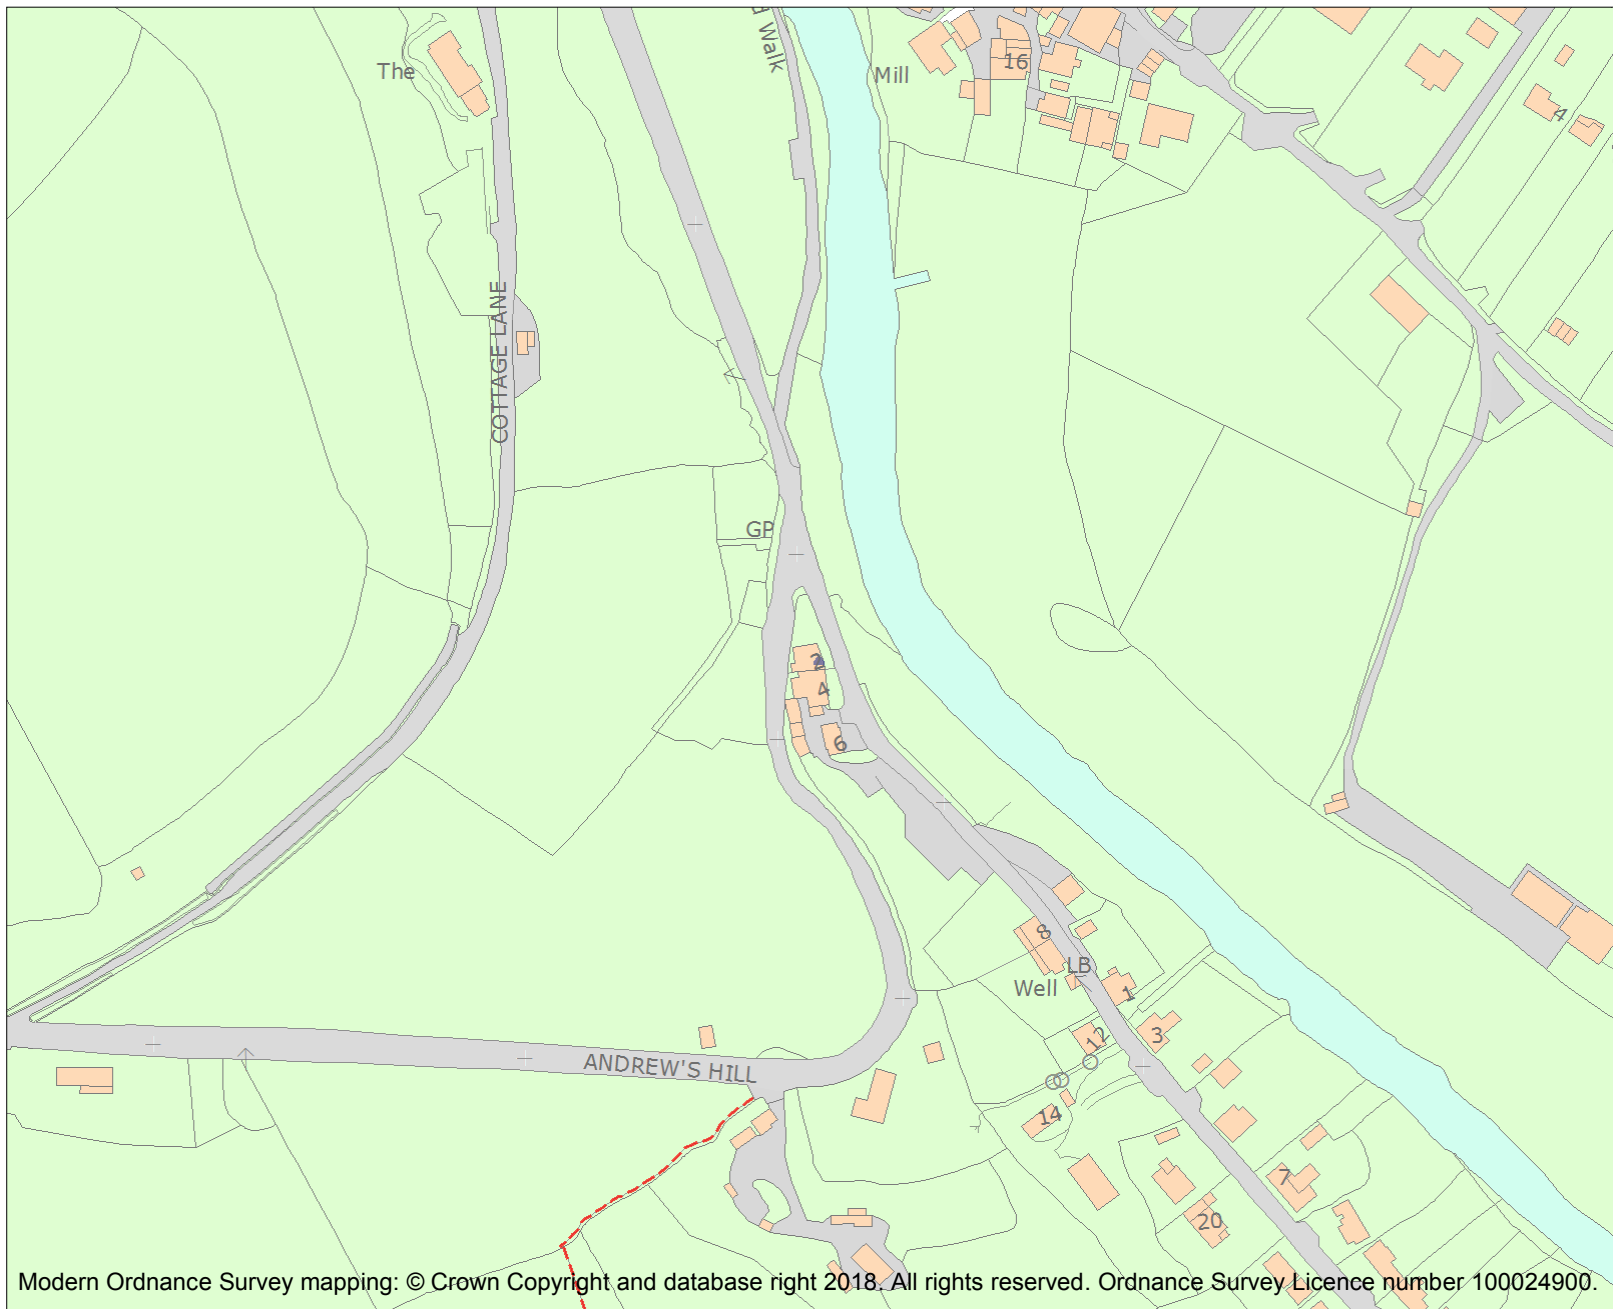 d Walk
The
Mill
16
4
COTTAGE LANE
GP
2
4
6
8
LB
Well
1
12
3
ANDREW'S HILL
14
7
20
Modern Ordnance Survey mapping: © Crown Copyright and database right 2018. All rights reserved. Ordnance Survey Licence number 100024900.